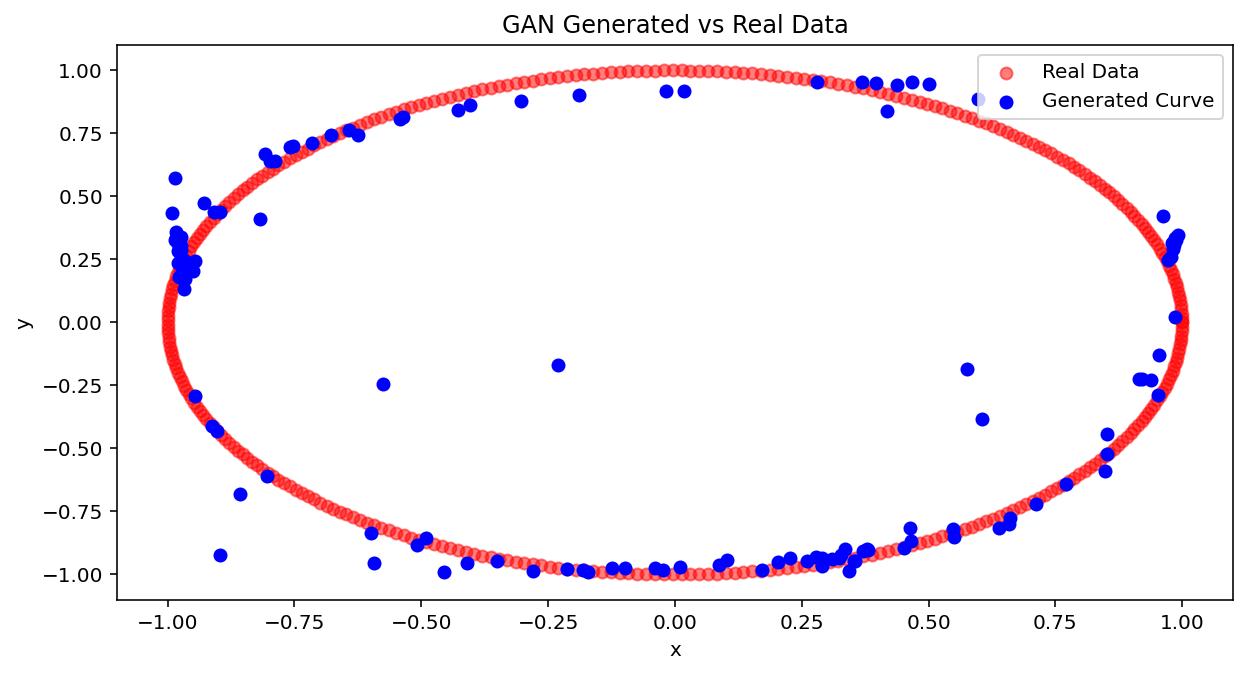 GAN Generated vs Real Data
1.00
0.75
0.50
0.25
0.00
−0.25
−0.50
−0.75
−1.00
y
Real Data
Generated Curve
−1.00 −0.75 −0.50 −0.25 0.00 0.25 0.50 0.75 1.00
x